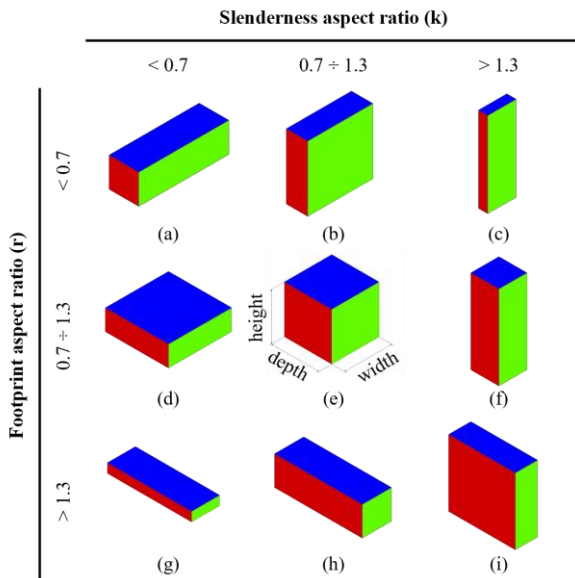 Slenderness aspect ratio (k)
< 0.7 0.7 ÷ 1.3 > 1.3
Footprint aspect ratio (r)
< 0.7
(a) (b) (c)
0.7 ÷ 1.3
height
depth
width
(d) (e) (f)
> 1.3
(g) (h) (i)